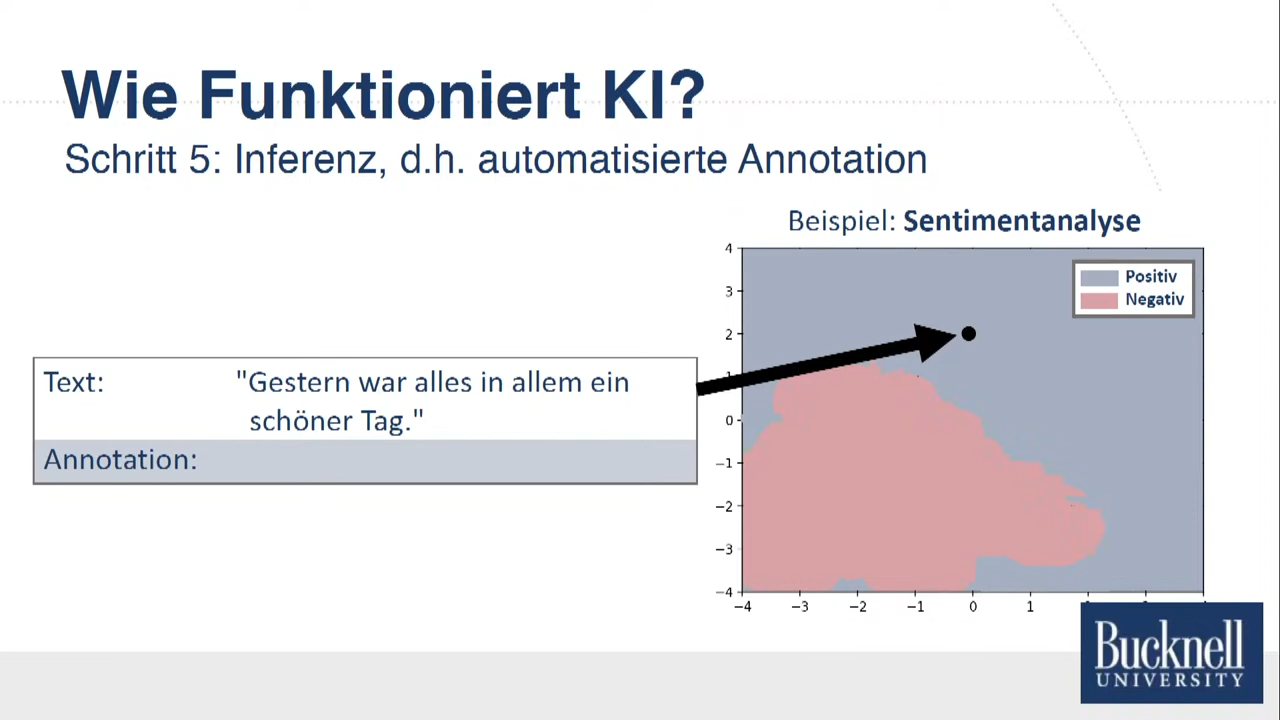 Wie Funktioniert KI?
Schritt 5: Inferenz, d.h. automatisierte Annotation
Beispiel: Sentimentanalyse
Text: "Gestern war alles in allem ein
schöner Tag."
Annotation:
Positiv
Negativ
4
3
2
0
−1
−2
−3
−4
−4 −3 −2 −1 0 1
Bucknell
UNIVERSITY